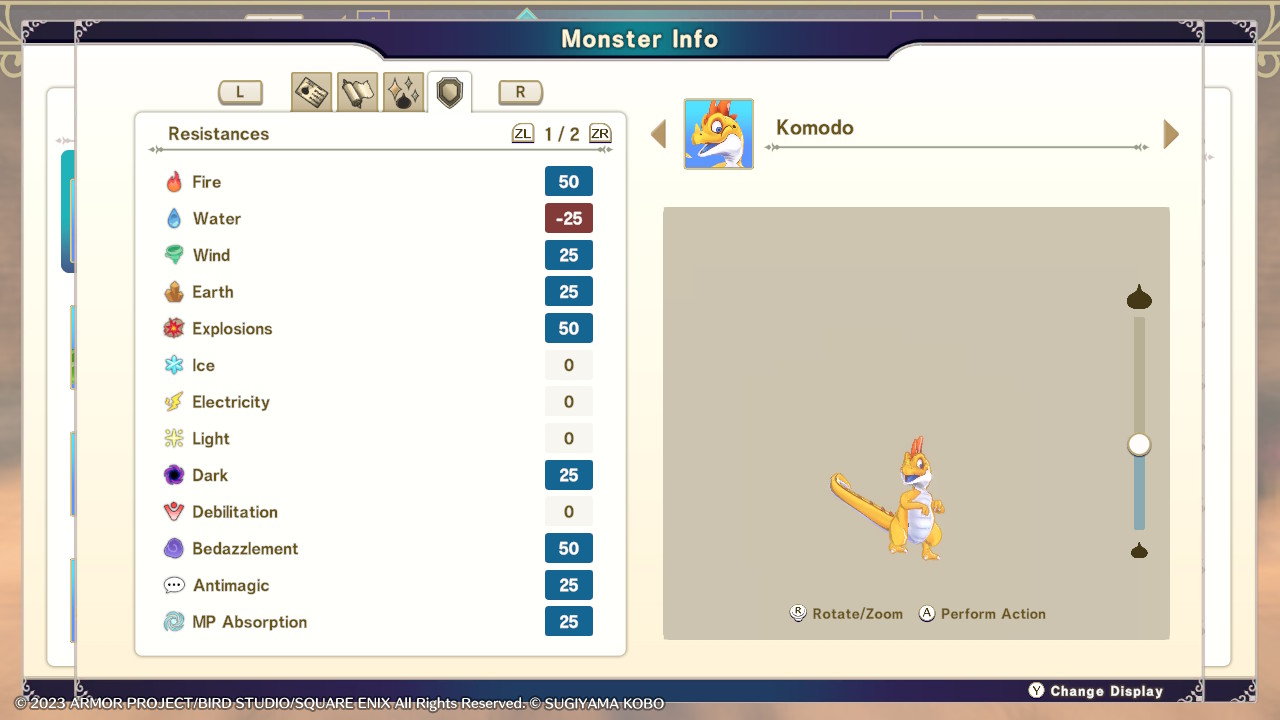 Monster Info
L
R
Resistances
ZL 1 / 2 ZR
Fire 50
Water -25
Wind 25
Earth 25
Explosions 50
Ice 0
Electricity 0
Light 0
Dark 25
Debilitation 0
Bedazzlement 50
Antimagic 25
MP Absorption 25
Komodo
R Rotate/Zoom A Perform Action
Y Change Display
© 2023 ARMOR PROJECT/BIRD STUDIO/SQUARE ENIX All Rights Reserved. © SUGIYAMA KOBO